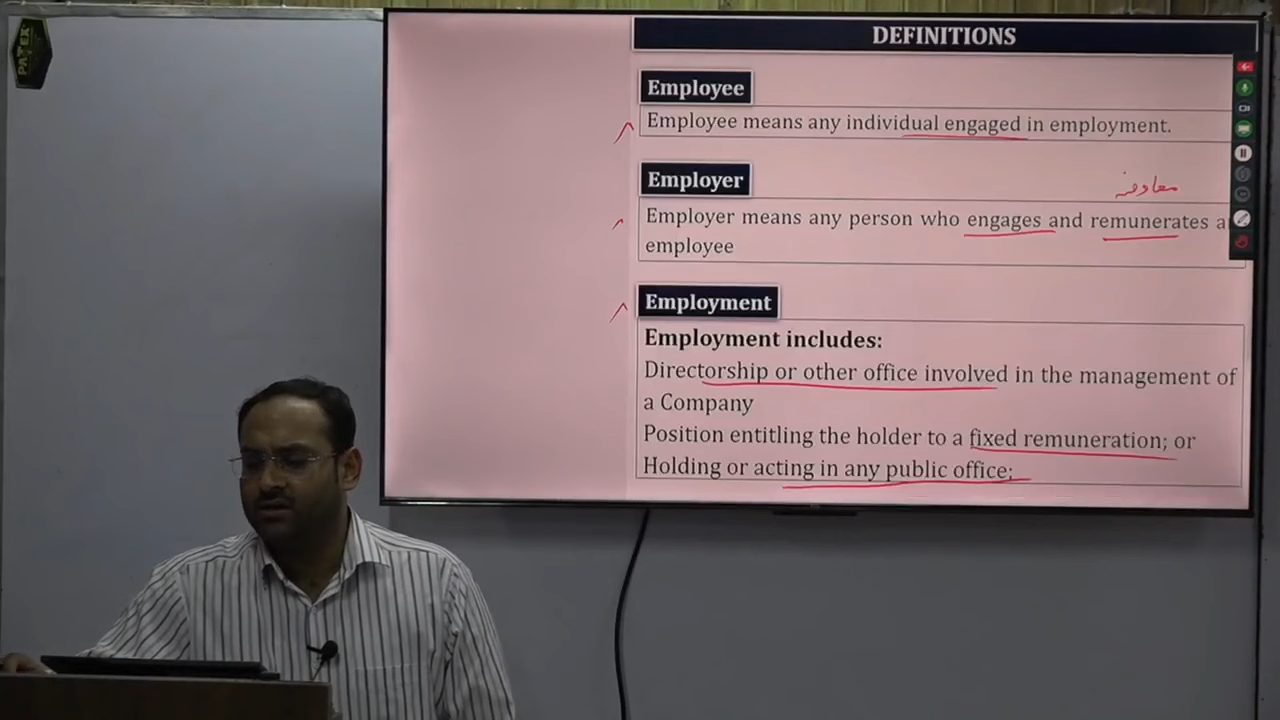 PATEX
DEFINITIONS
Employee
Employee means any individual engaged in employment.
Employer
معاوضہ
Employer means any person who engages and remunerates a
employee
Employment
Employment includes:
Directorship or other office involved in the management of
a Company
Position entitling the holder to a fixed remuneration; or
Holding or acting in any public office;